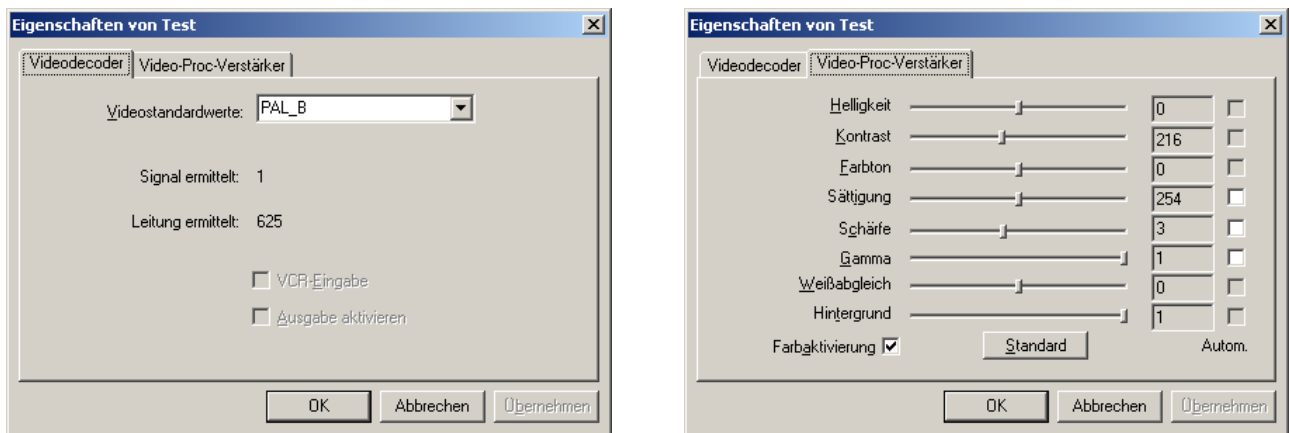 Eigenschaften von Test
Videodecoder Video-Proc-Verstärker
Videostandardwerte: PAL_B
Signal ermittelt: 1
Leitung ermittelt: 625
VCR-Eingabe
Ausgabe aktivieren
OK Abbrechen Übernehmen
Eigenschaften von Test
Videodecoder Video-Proc-Verstärker
Helligkeit 0
Kontrast 216
Farbton 0
Sättigung 254
Schärfe 3
Gamma 1
Weißabgleich 0
Hintergrund 1
Farbaktivierung Standard Autom.
OK Abbrechen Übernehmen